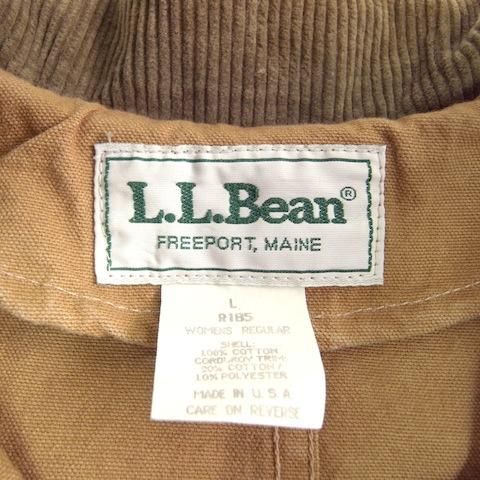 L.L.Bean®
FREEPORT, MAINE
L
R185
WOMENS REGULAR
SHELL:
100% COTTON
CORDUROY TRIM:
90% COTTON/
10% POLYESTER
MADE IN U S A
CARE ON REVERSE